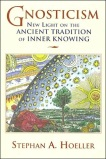 GNOSTICISM
NEW LIGHT ON THE
ANCIENT TRADITION
OF INNER KNOWING
STEPHAN A. HOELLER